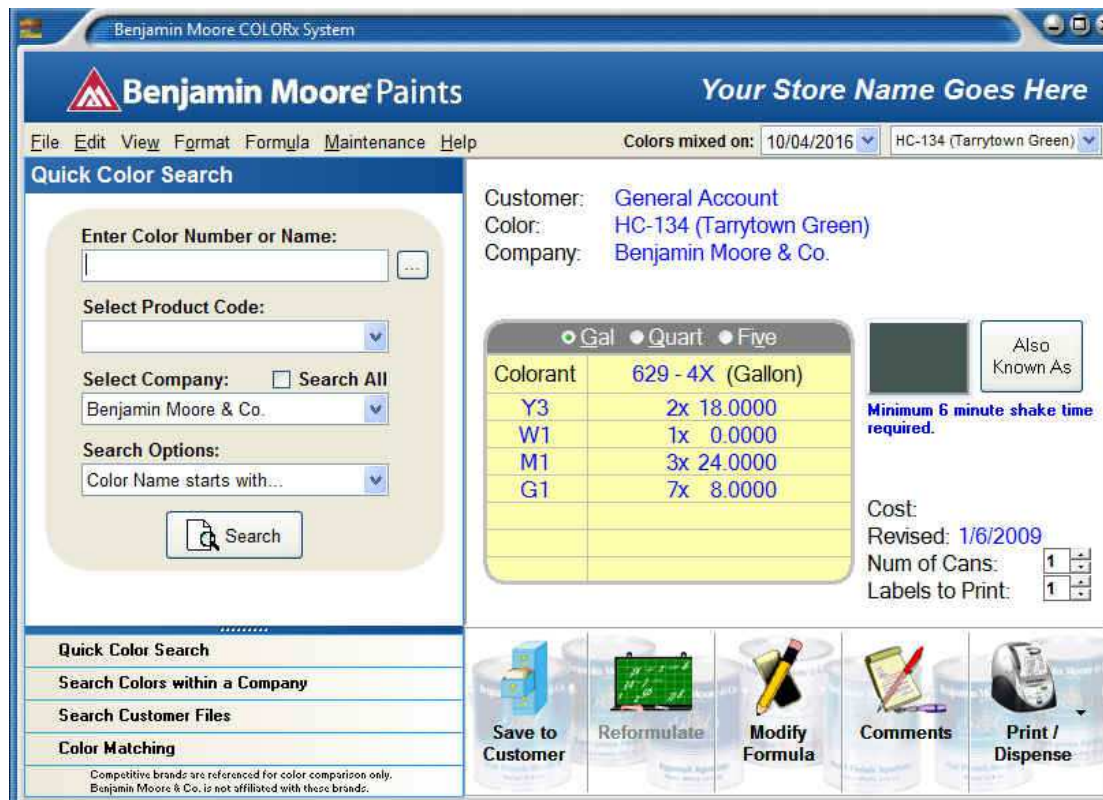 Benjamin Moore COLORx System
Benjamin Moore Paints
Your Store Name Goes Here
File Edit View Format Formula Maintenance Help
Colors mixed on: 10/04/2016 HC-134 (Tarrytown Green)
Quick Color Search
Enter Color Number or Name:
...
Select Product Code:
Select Company: Search All
Benjamin Moore & Co.
Search Options:
Color Name starts with...
Search
Customer: General Account
Color: HC-134 (Tarrytown Green)
Company: Benjamin Moore & Co.
Gal Quart Five
Colorant 629 - 4X (Gallon)
Y3 2x 18.0000
W1 1x 0.0000
M1 3x 24.0000
G1 7x 8.0000
Also
Known As
Minimum 6 minute shake time
required.
Cost:
Revised: 1/6/2009
Num of Cans: 1
Labels to Print: 1
Quick Color Search
Search Colors within a Company
Search Customer Files
Color Matching
Competitive brands are referenced for color comparison only.
Benjamin Moore & Co. is not affiliated with these brands.
Save to
Customer
Reformulate
Modify
Formula
Comments
Print /
Dispense